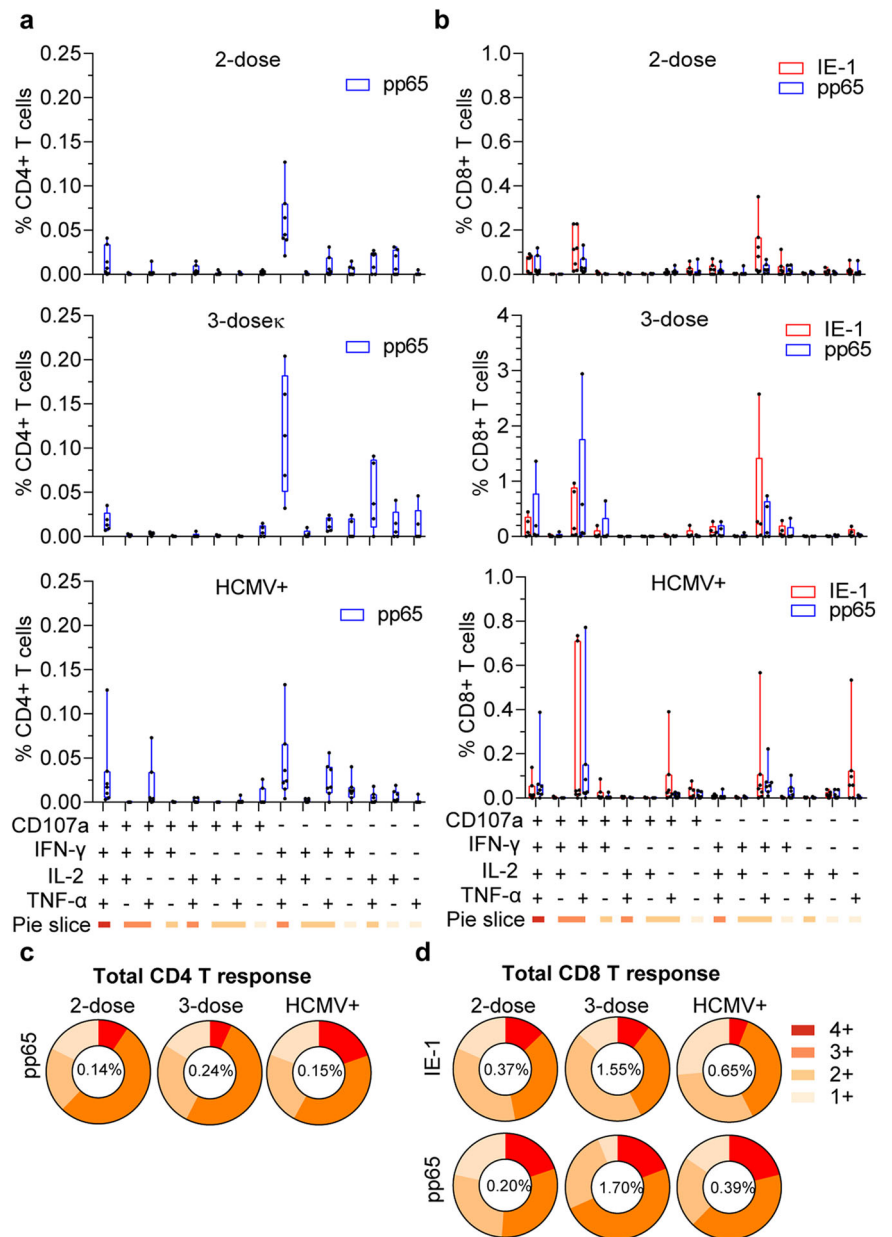 a
2-dose
pp65
% CD4+ T cells
0.25
0.20
0.15
0.10
0.05
0.00
3-doseκ
pp65
% CD4+ T cells
0.25
0.20
0.15
0.10
0.05
0.00
HCMV+
pp65
% CD4+ T cells
0.25
0.20
0.15
0.10
0.05
0.00
b
2-dose
IE-1
pp65
% CD8+ T cells
1.0
0.8
0.6
0.4
0.2
0.0
3-dose
IE-1
pp65
% CD8+ T cells
4
3
2
1
0
HCMV+
IE-1
pp65
% CD8+ T cells
1.0
0.8
0.6
0.4
0.2
0.0
CD107a + + + + + + + + - - - - - - - + + + + + + + + - - - - - - -
IFN-γ + + + + - - - - + + + + - - - + + + + - - - - + + + + - - -
IL-2 + + - - + + - - + + - - + + - + + - - + + - - + + - - + + -
TNF-α + - + - + - + - + - + - + - + + - + - + - + - + - + - + - +
Pie slice
c
Total CD4 T response
2-dose 3-dose HCMV+
pp65
0.14% 0.24% 0.15%
d
Total CD8 T response
2-dose 3-dose HCMV+
IE-1
0.37% 1.55% 0.65%
pp65
0.20% 1.70% 0.39%
4+
3+
2+
1+